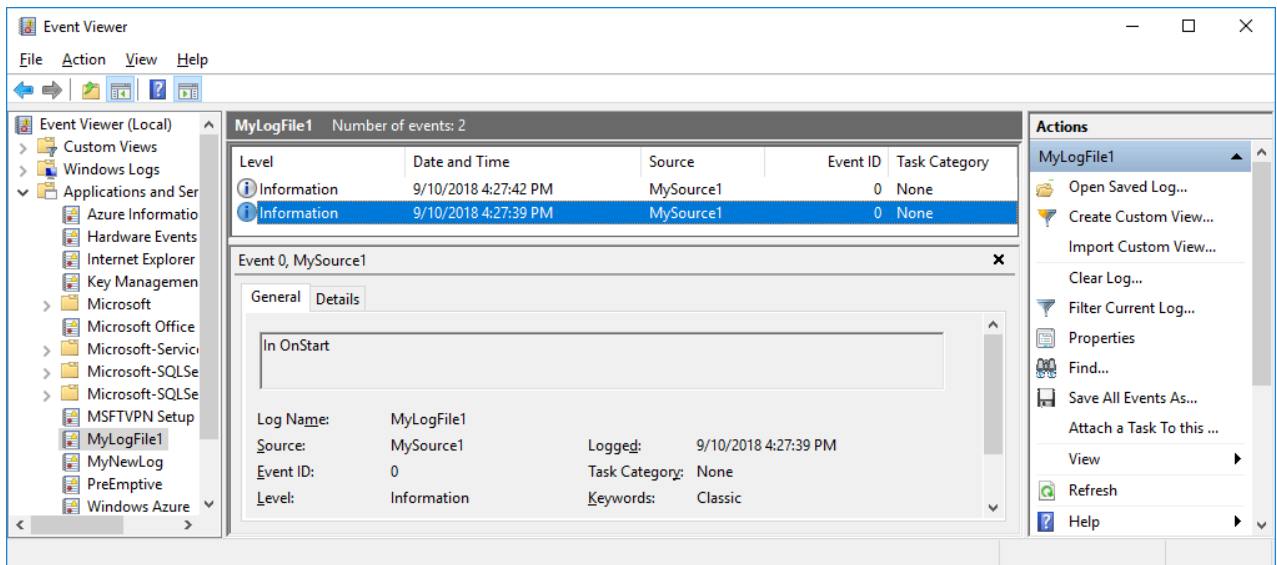 Event Viewer
File Action View Help
Event Viewer (Local)
Custom Views
Windows Logs
Applications and Ser
Azure Informatio
Hardware Events
Internet Explorer
Key Managemen
Microsoft
Microsoft Office
Microsoft-Servic
Microsoft-SQLSe
Microsoft-SQLSe
MSFTVPN Setup
MyLogFile1
MyNewLog
PreEmptive
Windows Azure
MyLogFile1 Number of events: 2
Level Date and Time Source Event ID Task Category
Information 9/10/2018 4:27:42 PM MySource1 0 None
Information 9/10/2018 4:27:39 PM MySource1 0 None
Event 0, MySource1
General Details
In OnStart
Log Name: MyLogFile1
Source: MySource1 Logged: 9/10/2018 4:27:39 PM
Event ID: 0 Task Category: None
Level: Information Keywords: Classic
Actions
MyLogFile1
Open Saved Log...
Create Custom View...
Import Custom View...
Clear Log...
Filter Current Log...
Properties
Find...
Save All Events As...
Attach a Task To this ...
View
Refresh
Help